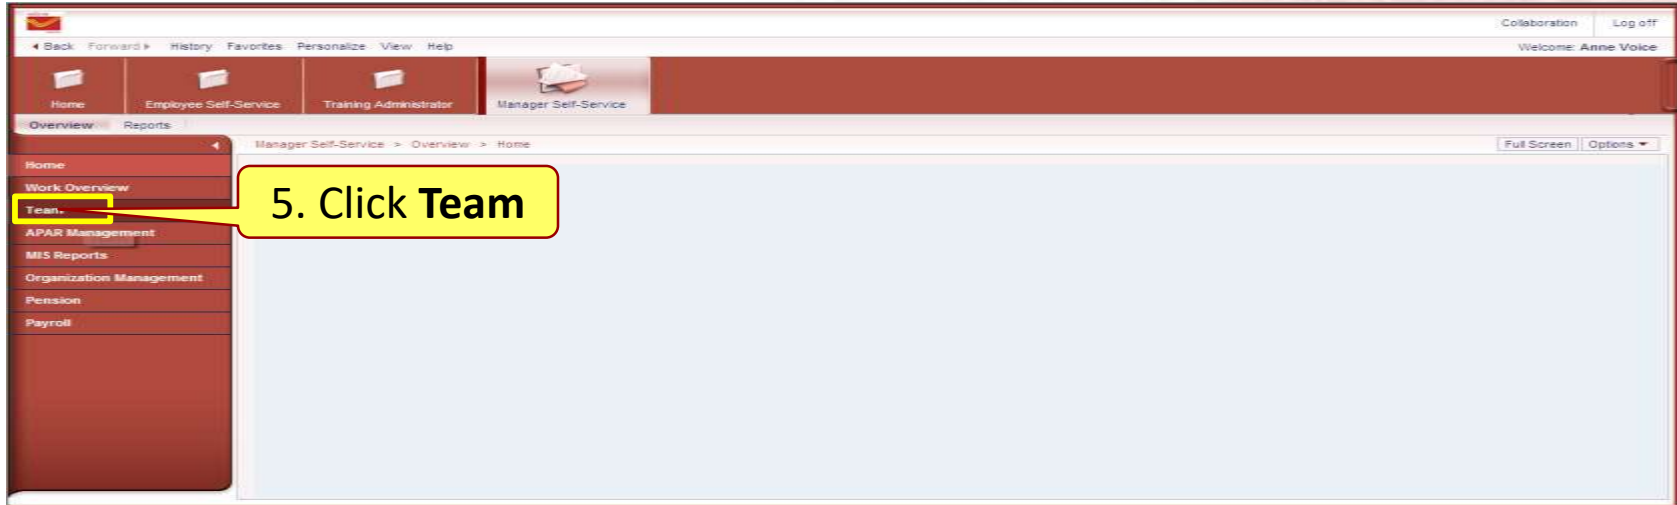 Collaboration Log off
Back Forward History Favorites Personalize View Help Welcome: Anne Voice
Home Employee Self-Service Training Administrator Manager Self-Service
Overview Reports
Manager Self-Service > Overview > Home Full Screen Options
Home
Work Overview
Team
5. Click Team
APAR Management
MIS Reports
Organization Management
Pension
Payroll